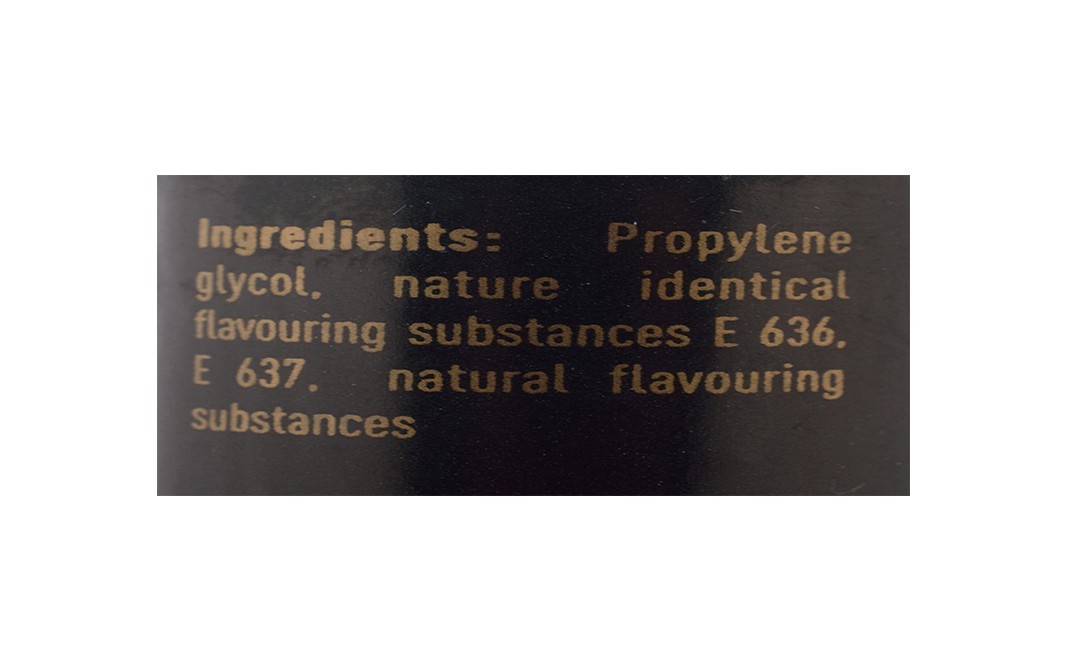 Ingredients: Propylene
glycol, nature identical
flavouring substances E 636,
E 637, natural flavouring
substances